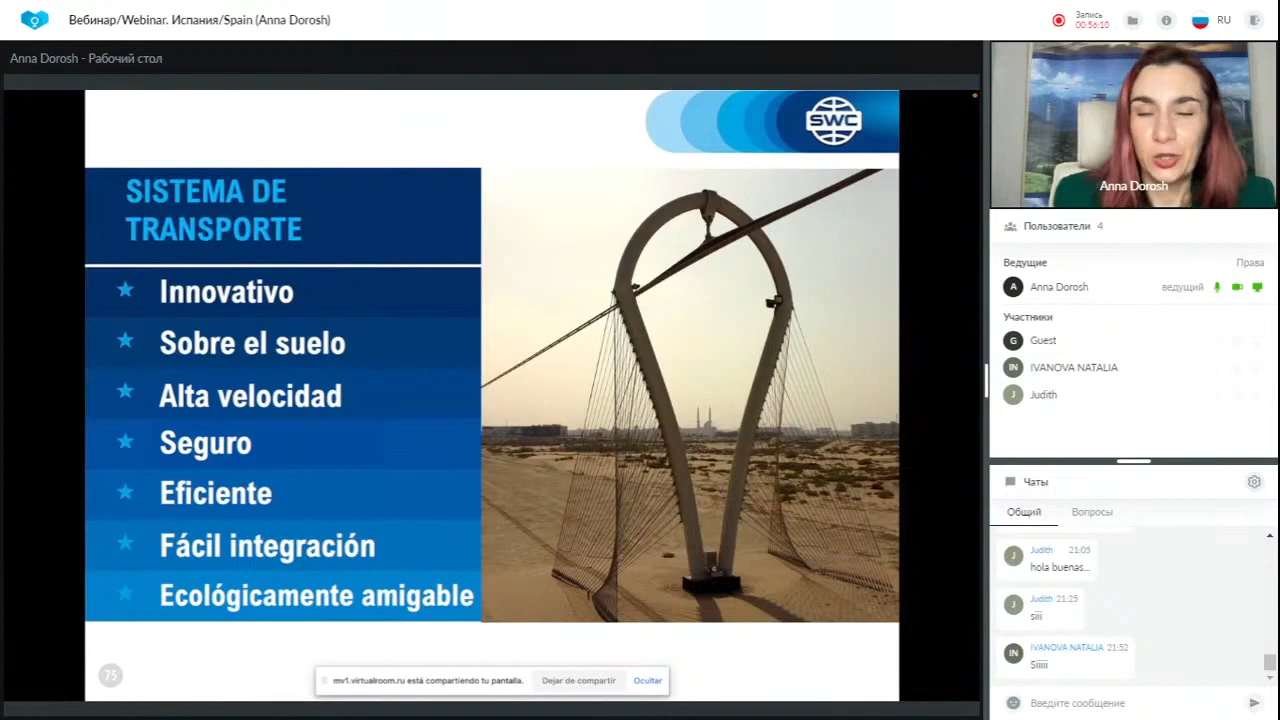 Вебинар/Webinar. Испания/Spain (Anna Dorosh)
Запись
00:56:10
RU
Anna Dorosh - Рабочий стол
SWC
SISTEMA DE
TRANSPORTE
Innovativo
Sobre el suelo
Alta velocidad
Seguro
Eficiente
Fácil integración
Ecológicamente amigable
75
mv1.virtualroom.ru está compartiendo tu pantalla.
Dejar de compartir
Ocultar
Anna Dorosh
Пользователи 4
Ведущие
Права
A Anna Dorosh ведущий
Участники
G Guest
IN IVANOVA NATALIA
J Judith
Чаты
Общий
Вопросы
J Judith 21:05
hola buenas...
J Judith 21:25
siii
IN IVANOVA NATALIA 21:52
Siiiii
Введите сообщение